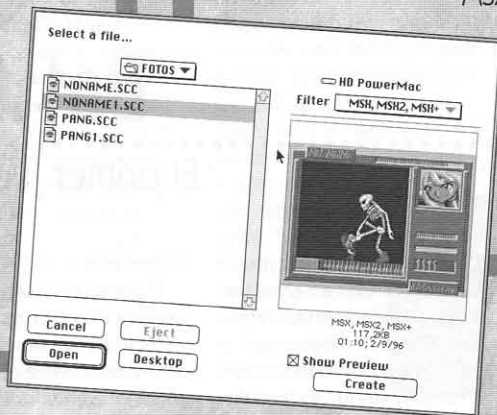 Select a file...
FOTOS
NONAME.SCC
NONAME1.SCC
PANG.SCC
PANG1.SCC
HD PowerMac
Filter MSX, MSX2, MSX+
MSX, MSX2, MSX+
117,2KB
01:10; 2/9/96
Cancel
Eject
Open
Desktop
Show Preview
Create